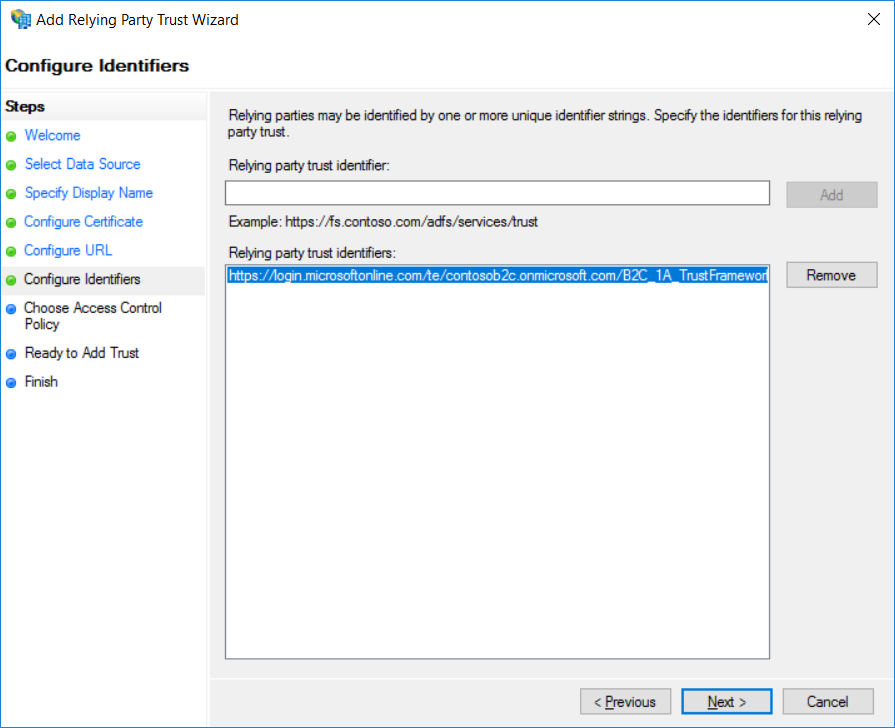 Add Relying Party Trust Wizard
Configure Identifiers
Steps
Welcome
Select Data Source
Specify Display Name
Configure Certificate
Configure URL
Configure Identifiers
Choose Access Control
Policy
Ready to Add Trust
Finish
Relying parties may be identified by one or more unique identifier strings. Specify the identifiers for this relying
party trust.
Relying party trust identifier:
Add
Example: https://fs.contoso.com/adfs/services/trust
Relying party trust identifiers:
https://login.microsoftonline.com/te/contosob2c.onmicrosoft.com/B2C_1A_TrustFramework
Remove
< Previous
Next >
Cancel